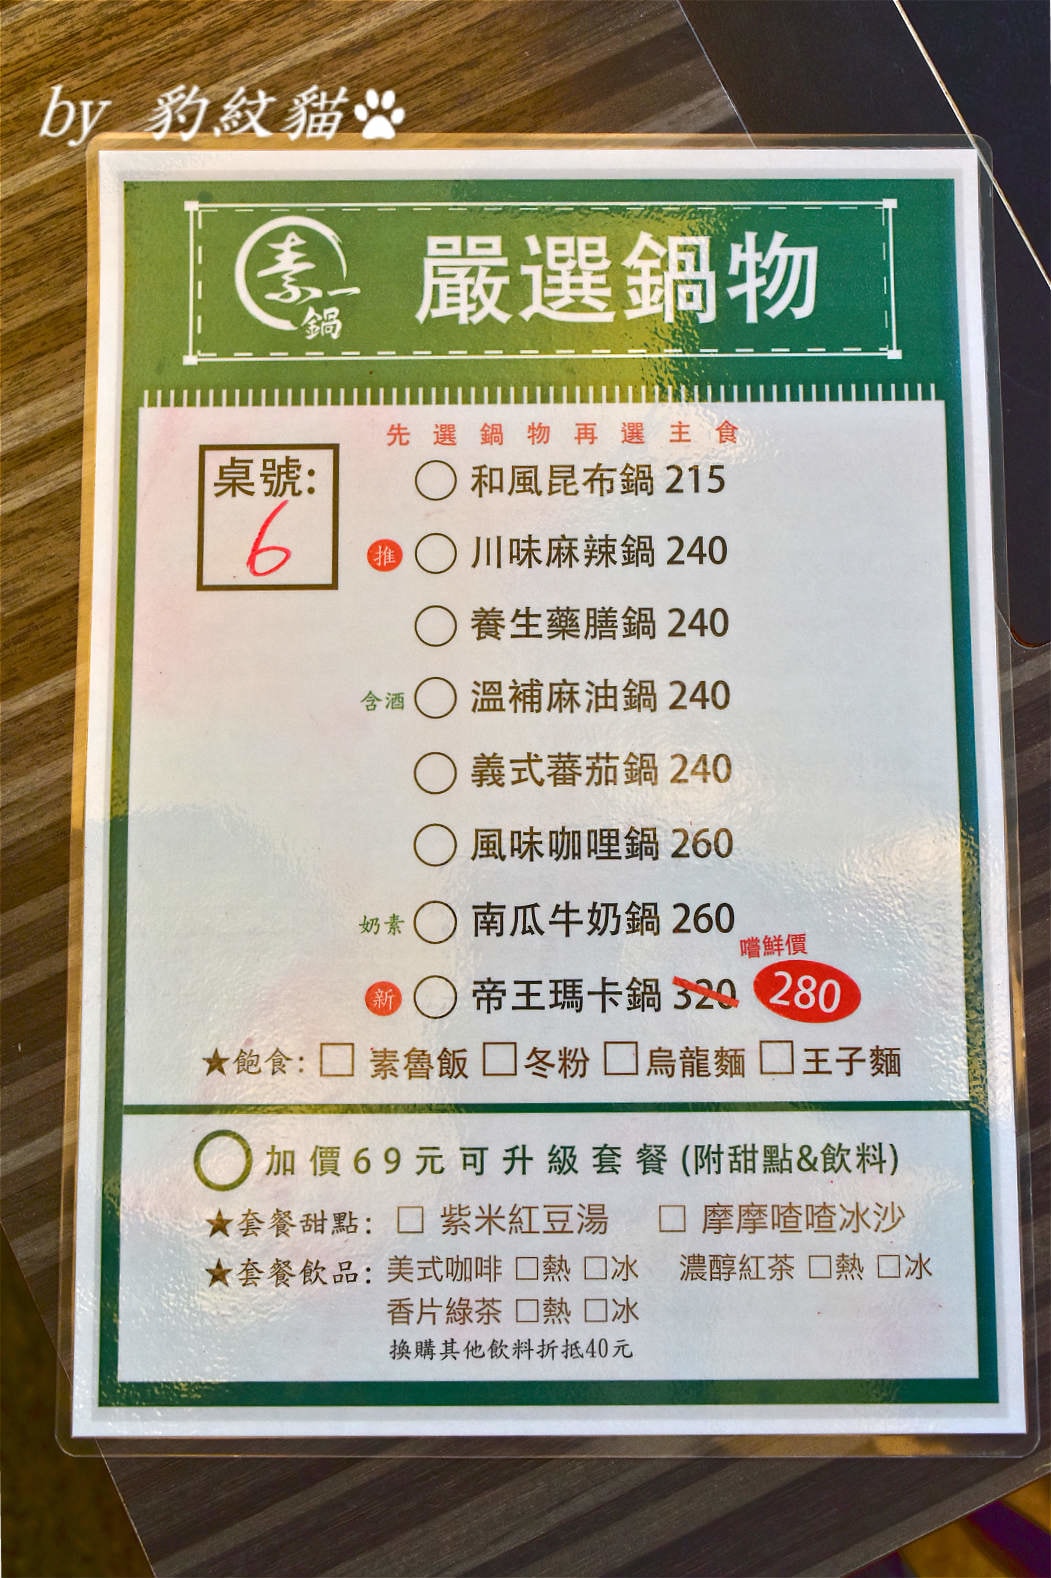 by 豹紋貓
素一鍋
嚴選鍋物
先選鍋物再選主食
桌號:
6
和風昆布鍋 215
推 川味麻辣鍋 240
養生藥膳鍋 240
含酒 溫補麻油鍋 240
義式蕃茄鍋 240
風味咖哩鍋 260
奶素 南瓜牛奶鍋 260
嚐鮮價
新 帝王瑪卡鍋 320 280
★飽食: □ 素魯飯 □冬粉 □烏龍麵 □王子麵
加價69元可升級套餐(附甜點&飲料)
★套餐甜點: □ 紫米紅豆湯 □ 摩摩喳喳冰沙
★套餐飲品: 美式咖啡 □熱 □冰 濃醇紅茶 □熱 □冰
香片綠茶 □熱 □冰
換購其他飲料折抵40元